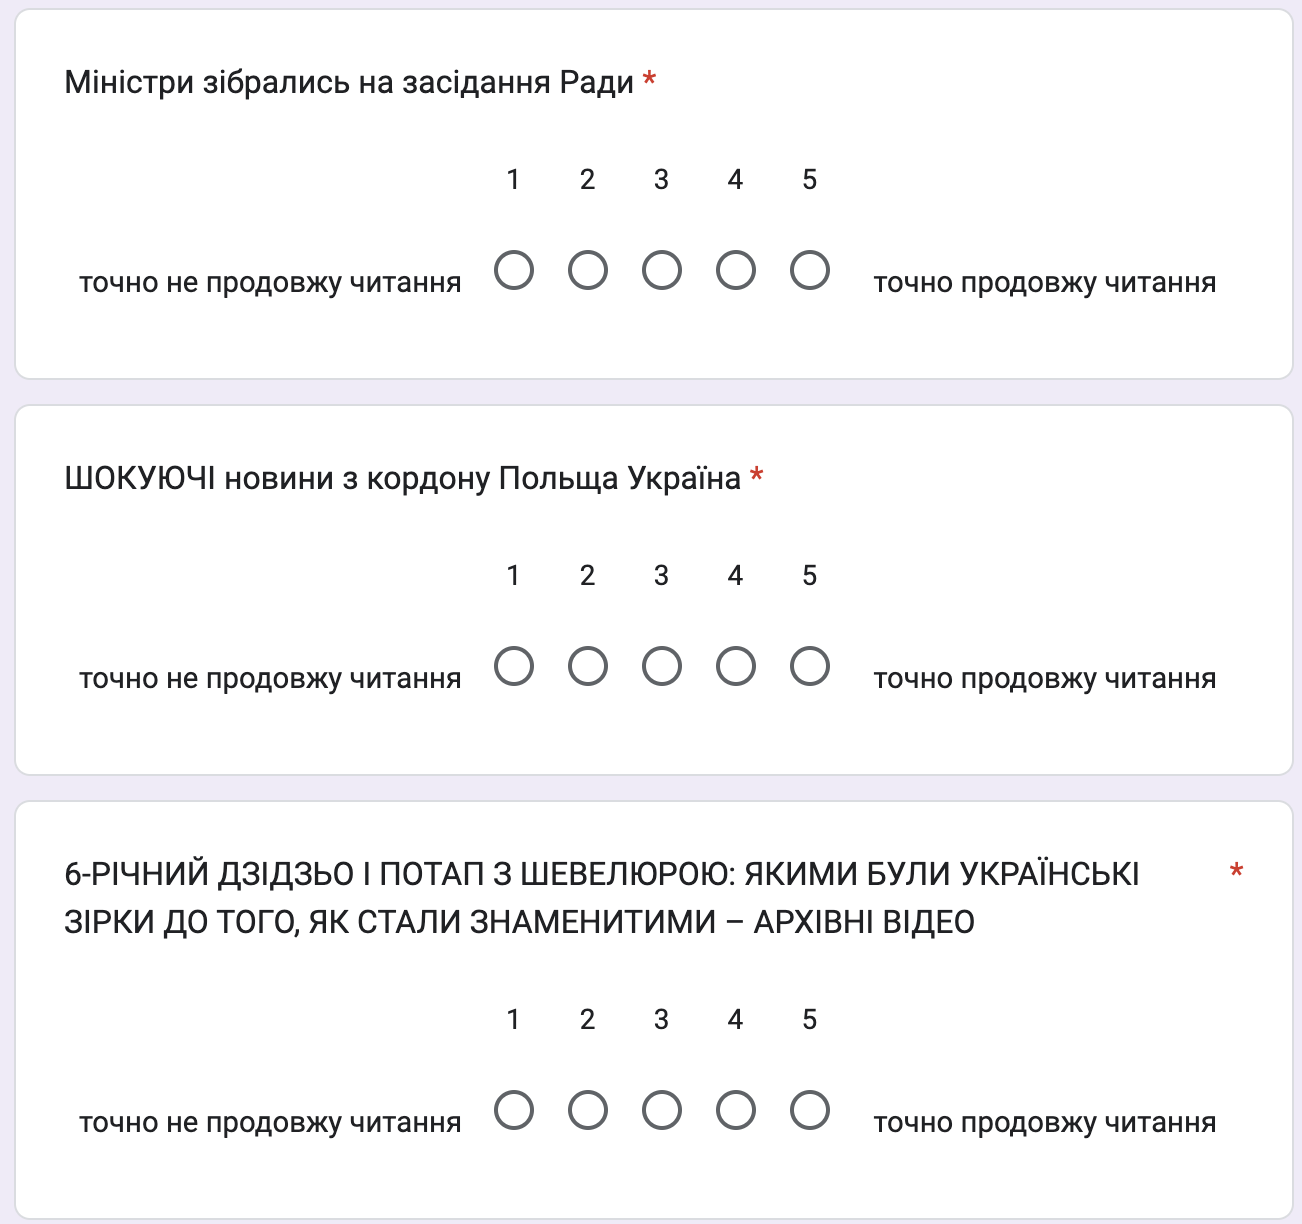 Міністри зібрались на засідання Ради *
1 2 3 4 5
точно не продовжу читання точно продовжу читання
ШОКУЮЧІ новини з кордону Польща Україна *
1 2 3 4 5
точно не продовжу читання точно продовжу читання
6-РІЧНИЙ ДЗІДЗЬО І ПОТАП З ШЕВЕЛЮРОЮ: ЯКИМИ БУЛИ УКРАЇНСЬКІ *
ЗІРКИ ДО ТОГО, ЯК СТАЛИ ЗНАМЕНИТИМИ – АРХІВНІ ВІДЕО
1 2 3 4 5
точно не продовжу читання точно продовжу читання